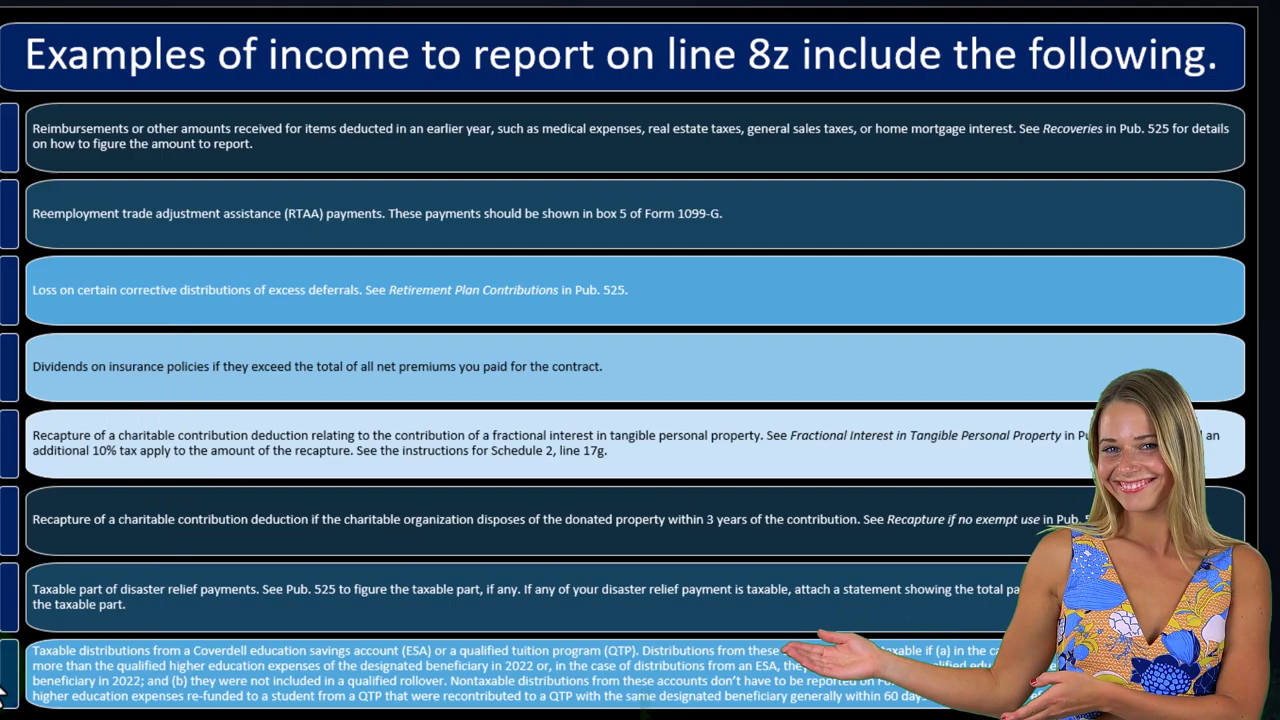 Examples of income to report on line 8z include the following.
Reimbursements or other amounts received for items deducted in an earlier year, such as medical expenses, real estate taxes, general sales taxes, or home mortgage interest. See Recoveries in Pub. 525 for details
on how to figure the amount to report.
Reemployment trade adjustment assistance (RTAA) payments. These payments should be shown in box 5 of Form 1099-G.
Loss on certain corrective distributions of excess deferrals. See Retirement Plan Contributions in Pub. 525.
Dividends on insurance policies if they exceed the total of all net premiums you paid for the contract.
Recapture of a charitable contribution deduction relating to the contribution of a fractional interest in tangible personal property. See Fractional Interest in Tangible Personal Property in an
additional 10% tax apply to the amount of the recapture. See the instructions for Schedule 2, line 17g.
Recapture of a charitable contribution deduction if the charitable organization disposes of the donated property within 3 years of the contribution. See Recapture if no exempt use in Pub.
Taxable part of disaster relief payments. See Pub. 525 to figure the taxable part, if any. If any of your disaster relief payment is taxable, attach a statement showing the total
the taxable part.
Taxable distributions from a Coverdell education savings account (ESA) or a qualified tuition program (QTP). Distributions from these if (a) in the
more than the qualified higher education expenses of the designated beneficiary in 2022 or, in the case of distributions from an ESA,
beneficiary in 2022; and (b) they were not included in a qualified rollover. Nontaxable distributions from these accounts don't have to be reported on
higher education expenses re-funded to a student from a QTP that were recontributed to a QTP with the same designated beneficiary generally within 60